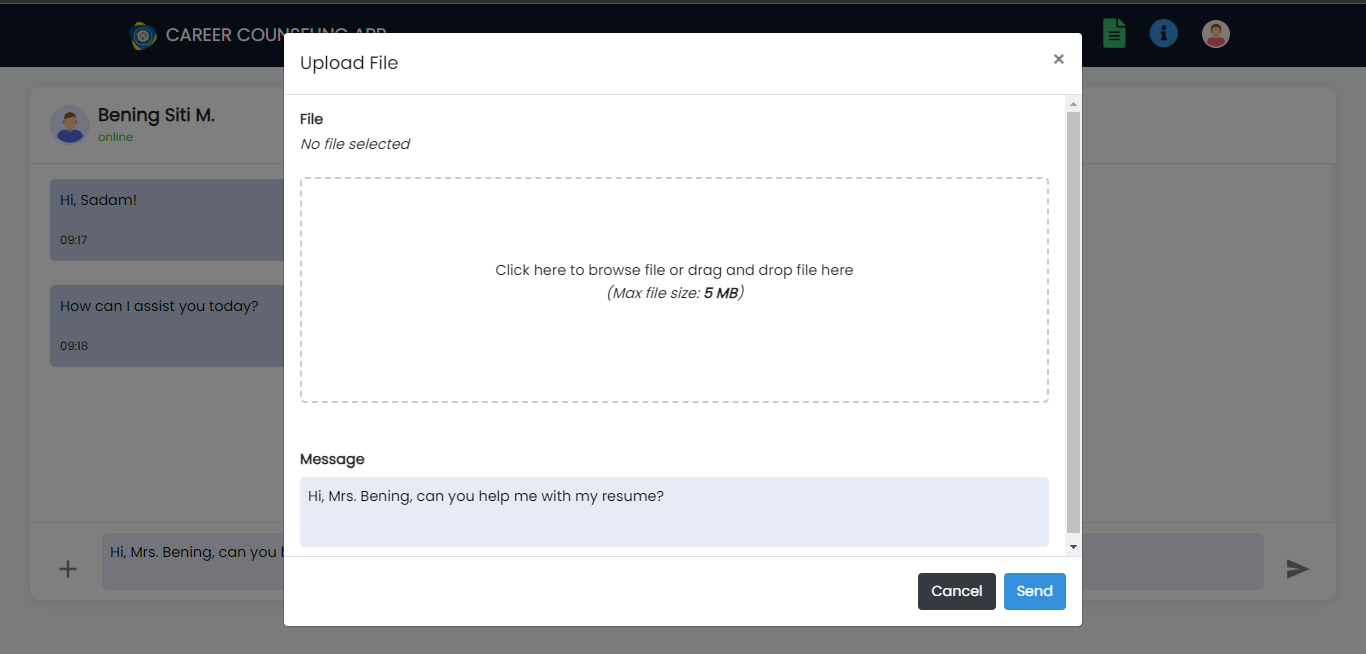 CAREER COUNSELING APP
Upload File
×
Bening Siti M.
online
Hi, Sadam!
09:17
How can I assist you today?
09:18
File
No file selected
Click here to browse file or drag and drop file here
(Max file size: 5 MB)
Message
Hi, Mrs. Bening, can you help me with my resume?
Hi, Mrs. Bening, can you
Cancel
Send